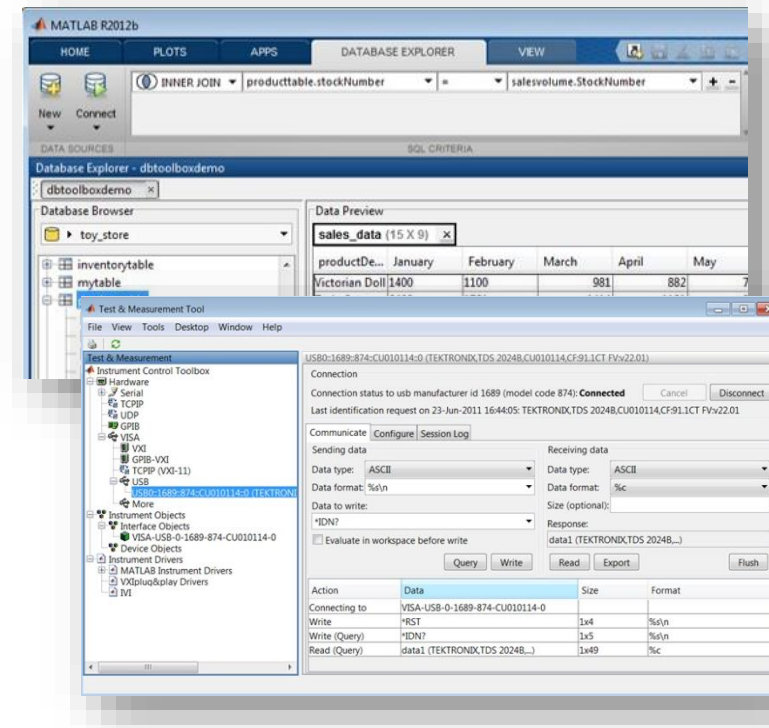 MATLAB R2012b
HOME PLOTS APPS DATABASE EXPLORER VIEW
INNER JOIN producttable.stockNumber = salesvolume.StockNumber + -
New Connect
DATA SOURCES SQL CRITERIA
Database Explorer - dbtoolboxdemo
dbtoolboxdemo
Database Browser
toy_store
inventorytable
mytable
Data Preview
sales_data (15 X 9)
productDe... January February March April May
Victorian Doll 1400 1100 981 882 7
Test & Measurement Tool
File View Tools Desktop Window Help
Test & Measurement
Instrument Control Toolbox
Hardware
Serial
TCPIP
UDP
GPIB
VISA
VXI
GPIB-VXI
TCPIP (VXI-11)
USB
USB0::1689::874::CU010114::0 (TEKTRONI
More
Instrument Objects
Interface Objects
VISA-USB-0-1689-874-CU010114-0
Device Objects
Instrument Drivers
MATLAB Instrument Drivers
VXIplug&play Drivers
IVI
USB0::1689::874::CU010114::0 (TEKTRONIX,TDS 2024B,CU010114,CF:91.1CT FV:v22.01)
Connection
Connection status to usb manufacturer id 1689 (model code 874): Connected Cancel Disconnect
Last identification request on 23-Jun-2011 16:44:05: TEKTRONIX,TDS 2024B,CU010114,CF:91.1CT FV:v22.01
Communicate Configure Session Log
Sending data
Data type: ASCII
Data format: %s\n
Data to write:
*IDN?
Evaluate in workspace before write
Query Write
Receiving data
Data type: ASCII
Data format: %c
Size (optional):
Response:
data1 (TEKTRONIX,TDS 2024B,...)
Read Export Flush
Action Data Size Format
Connecting to VISA-USB-0-1689-874-CU010114-0
Write *RST 1x4 %s\n
Write (Query) *IDN? 1x5 %s\n
Read (Query) data1 (TEKTRONIX,TDS 2024B,...) 1x49 %c